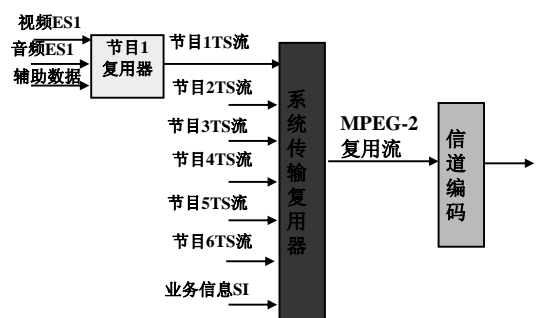 视频ES1
音频ES1
辅助数据
节目1
复用器
节目1TS流
节目2TS流
节目3TS流
节目4TS流
节目5TS流
节目6TS流
业务信息SI
系统传输复用器
MPEG-2
复用流
信道编码